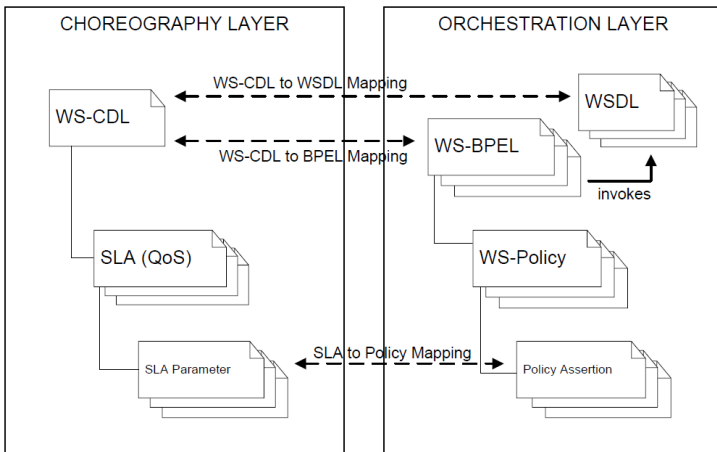 CHOREOGRAPHY LAYER
ORCHESTRATION LAYER
WS-CDL to WSDL Mapping
WSDL
WS-CDL
WS-BPEL
WS-CDL to BPEL Mapping
invokes
SLA (QoS)
WS-Policy
SLA to Policy Mapping
SLA Parameter
Policy Assertion